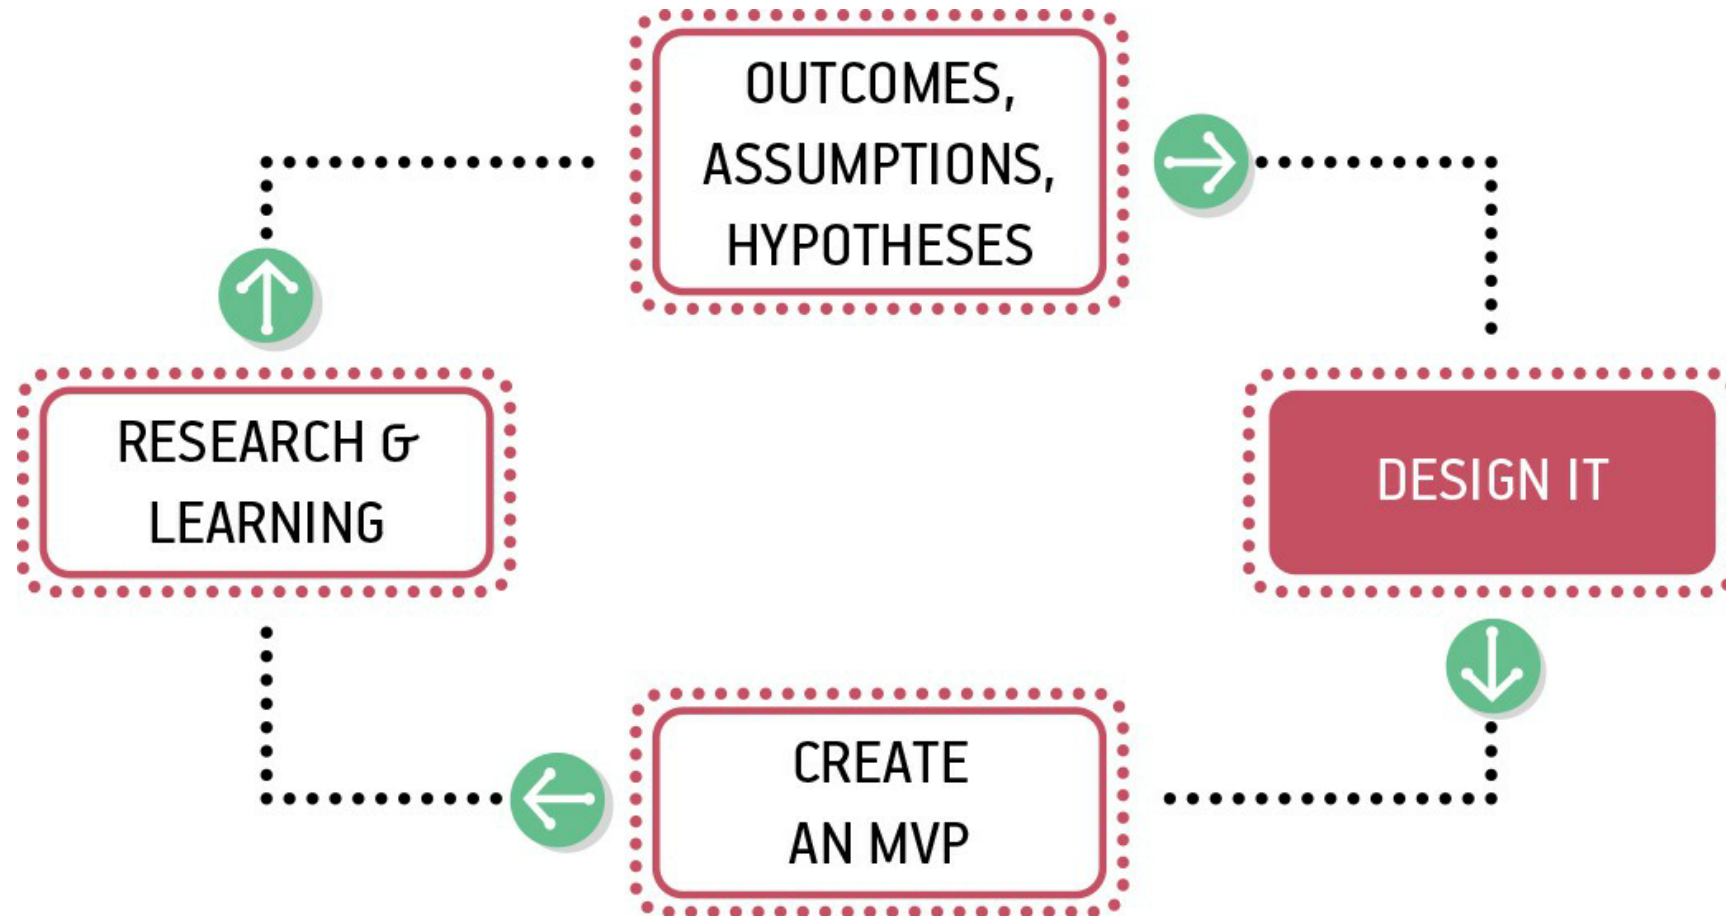 OUTCOMES,
ASSUMPTIONS,
HYPOTHESES
RESEARCH &
LEARNING
DESIGN IT
CREATE
AN MVP